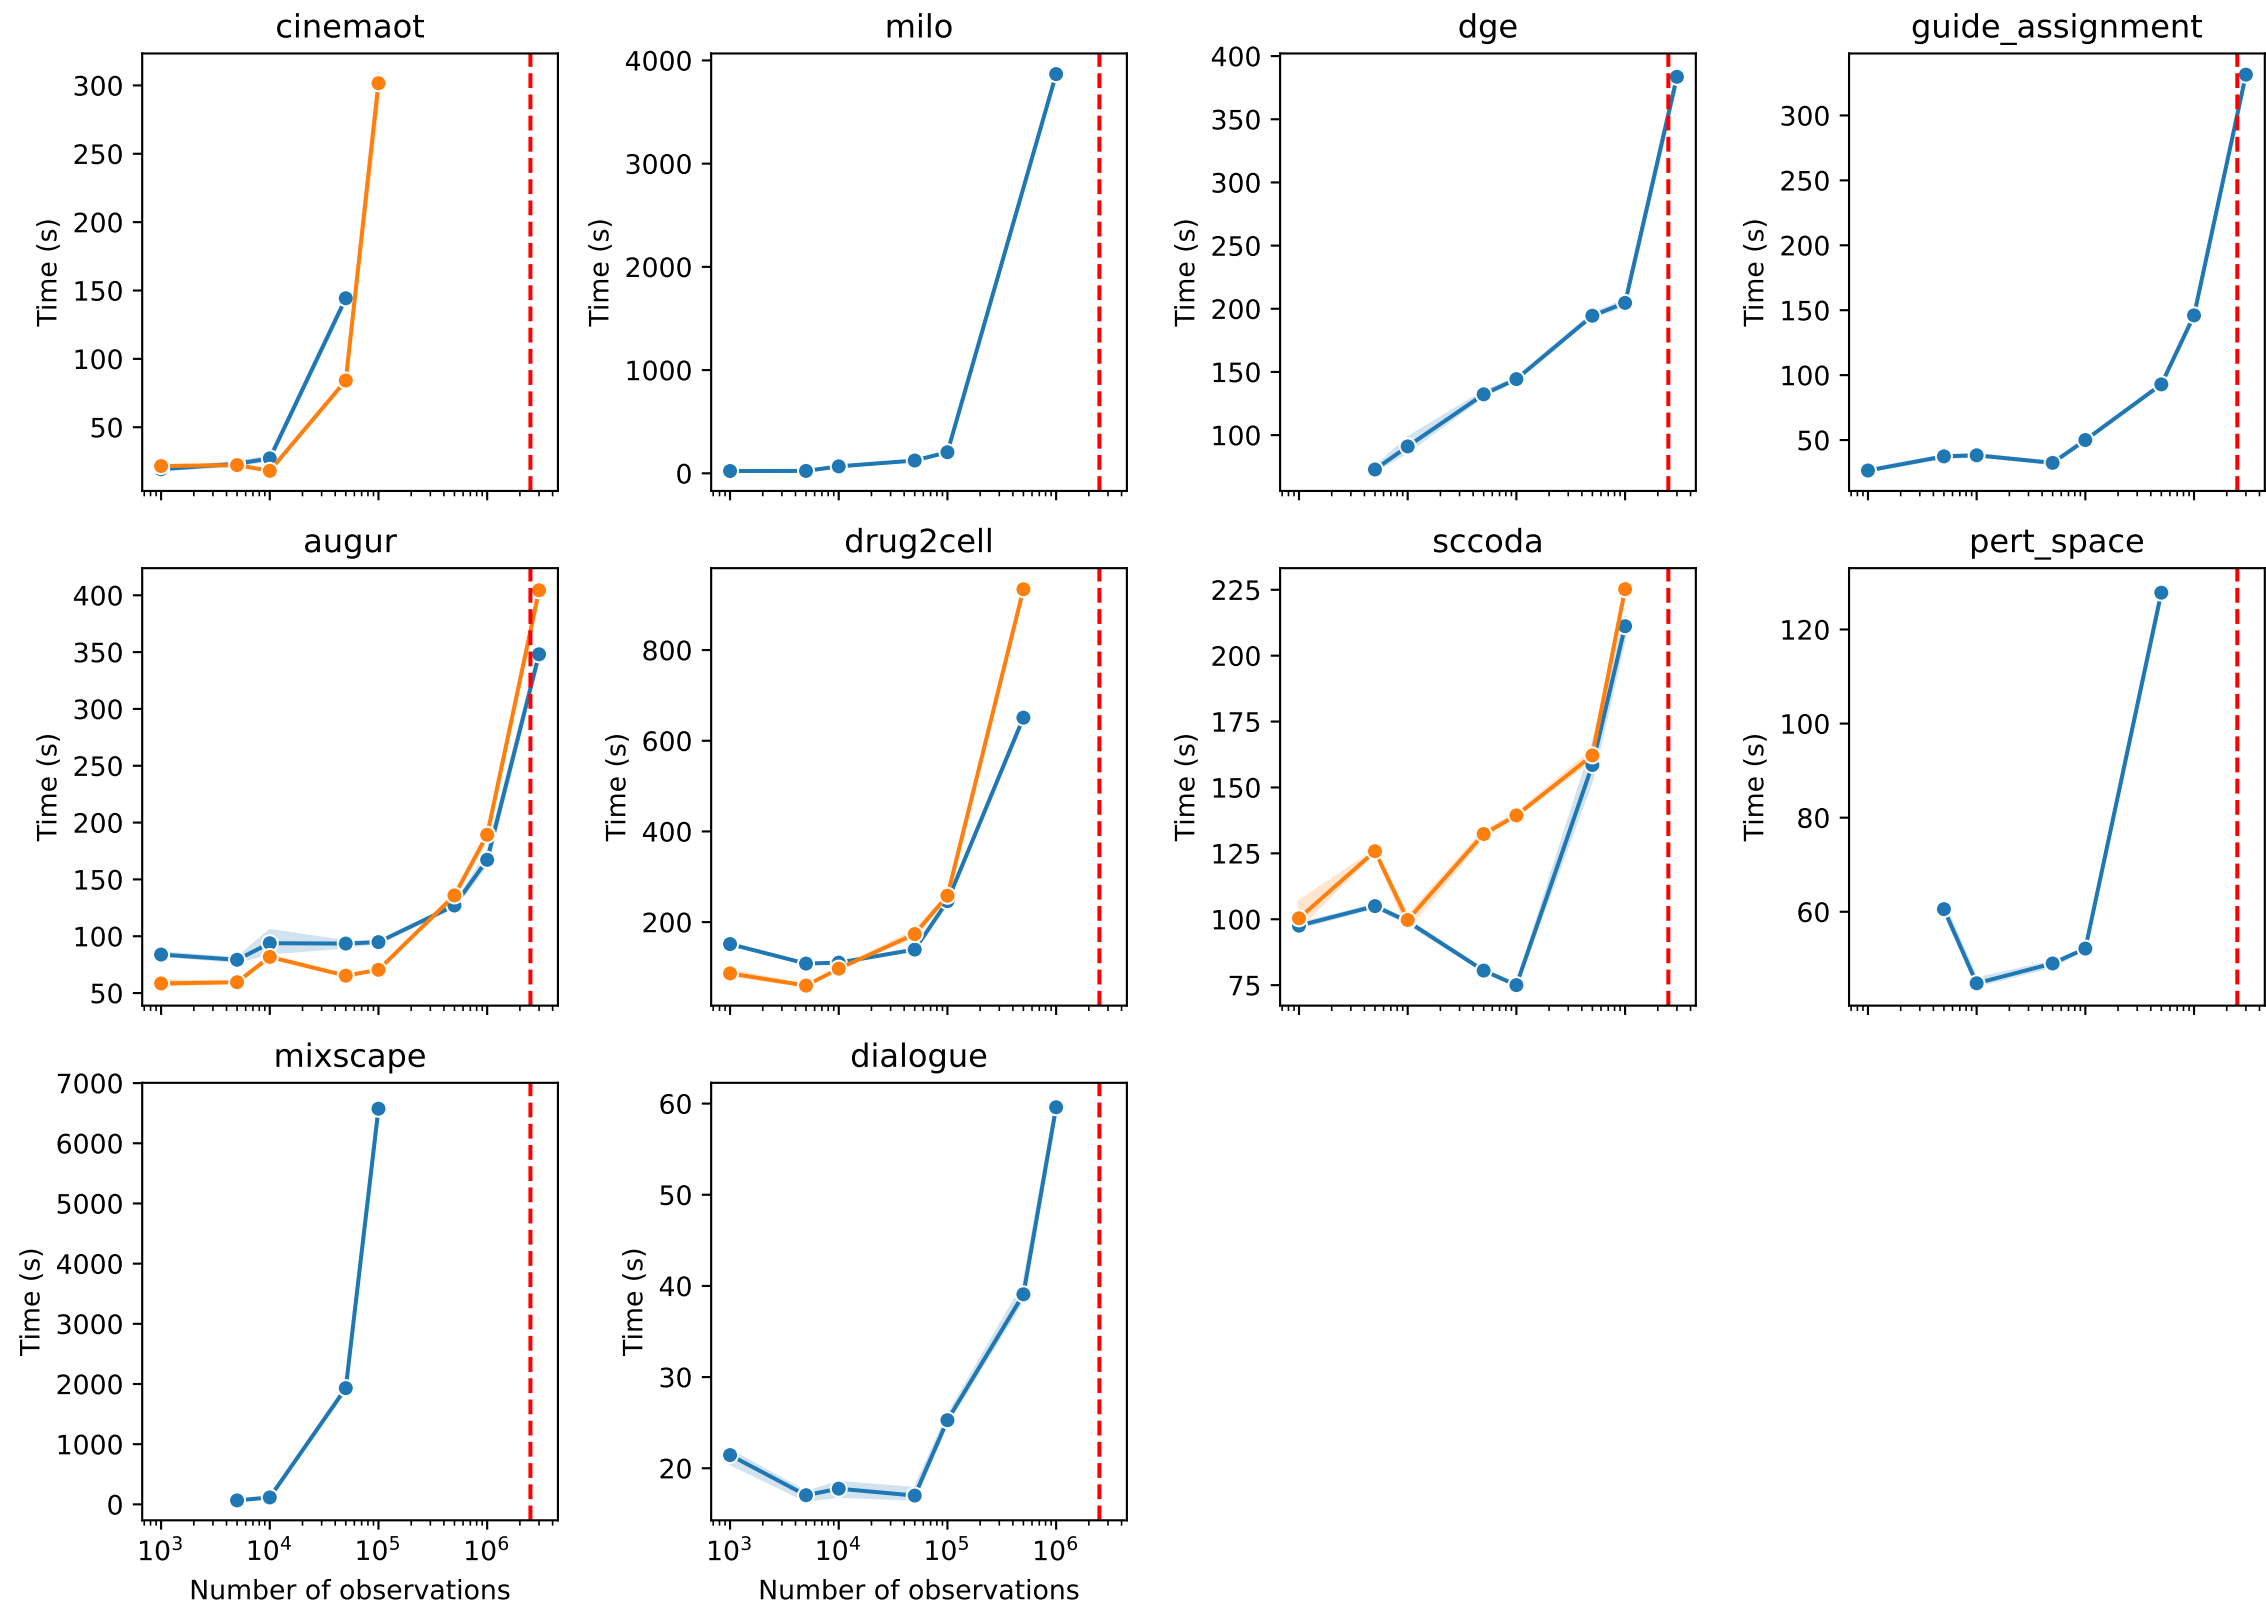 cinemaot
milo
dge
guide_assignment
Time (s)
300
250
200
150
100
50
Time (s)
4000
3000
2000
1000
0
Time (s)
400
350
300
250
200
150
100
Time (s)
300
250
200
150
100
50
augur
drug2cell
sccoda
pert_space
Time (s)
400
350
300
250
200
150
100
50
Time (s)
800
600
400
200
Time (s)
225
200
175
150
125
100
75
Time (s)
120
100
80
60
mixscape
dialogue
Time (s)
7000
6000
5000
4000
3000
2000
1000
0
Time (s)
60
50
40
30
20
10³ 10⁴ 10⁵ 10⁶
Number of observations
10³ 10⁴ 10⁵ 10⁶
Number of observations